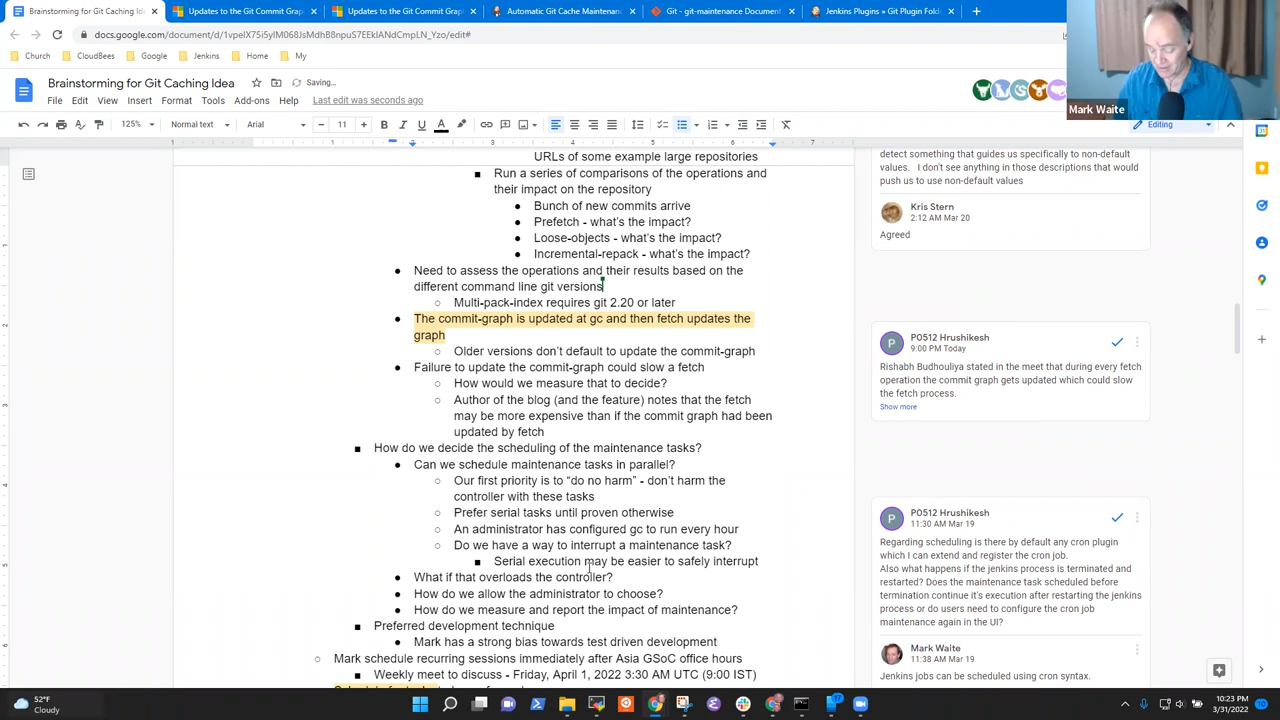 Brainstorming for Git Caching Ide
Updates to the Git Commit Grap
Updates to the Git Commit Grap
Automatic Git Cache Maintenanc
Git - git-maintenance Document
Jenkins Plugins » Git Plugin Fold
docs.google.com/document/d/1vpeIX75i5yIM068JsMdhB8npuS7EEkIANdCmpLN_Yzo/edit#
Church CloudBees Google Jenkins Home My
Brainstorming for Git Caching Idea Saving...
File Edit View Insert Format Tools Add-ons Help Last edit was seconds ago
Mark Waite
125% Normal text Arial 11 Editing
URLs of some example large repositories
Run a series of comparisons of the operations and
their impact on the repository
Bunch of new commits arrive
Prefetch - what's the impact?
Loose-objects - what's the impact?
Incremental-repack - what's the impact?
Need to assess the operations and their results based on the
different command line git versions
Multi-pack-index requires git 2.20 or later
The commit-graph is updated at gc and then fetch updates the
graph
Older versions don't default to update the commit-graph
Failure to update the commit-graph could slow a fetch
How would we measure that to decide?
Author of the blog (and the feature) notes that the fetch
may be more expensive than if the commit graph had been
updated by fetch
How do we decide the scheduling of the maintenance tasks?
Can we schedule maintenance tasks in parallel?
Our first priority is to “do no harm” - don't harm the
controller with these tasks
Prefer serial tasks until proven otherwise
An administrator has configured gc to run every hour
Do we have a way to interrupt a maintenance task?
Serial execution may be easier to safely interrupt
What if that overloads the controller?
How do we allow the administrator to choose?
How do we measure and report the impact of maintenance?
Preferred development technique
Mark has a strong bias towards test driven development
Mark schedule recurring sessions immediately after Asia GSoC office hours
Weekly meet to discuss - Friday, April 1, 2022 3:30 AM UTC (9:00 IST)
detect something that guides us specifically to non-default
values. I don't see anything in those descriptions that would
push us to use non-default values
Kris Stern
2:12 AM Mar 20
Agreed
P0512 Hrushikesh
9:00 PM Today
Rishabh Budhouliya stated in the meet that during every fetch
operation the commit graph gets updated which could slow
the fetch process.
Show more
P0512 Hrushikesh
11:30 AM Mar 19
Regarding scheduling is there by default any cron plugin
which I can extend and register the cron job.
Also what happens if the jenkins process is terminated and
restarted? Does the maintenance task scheduled before
termination continue it's execution after restarting the jenkins
process or do users need to configure the cron job
maintenance again in the UI?
Mark Waite
11:38 AM Mar 19
Jenkins jobs can be scheduled using cron syntax.
52°F
Cloudy
10:23 PM
3/31/2022